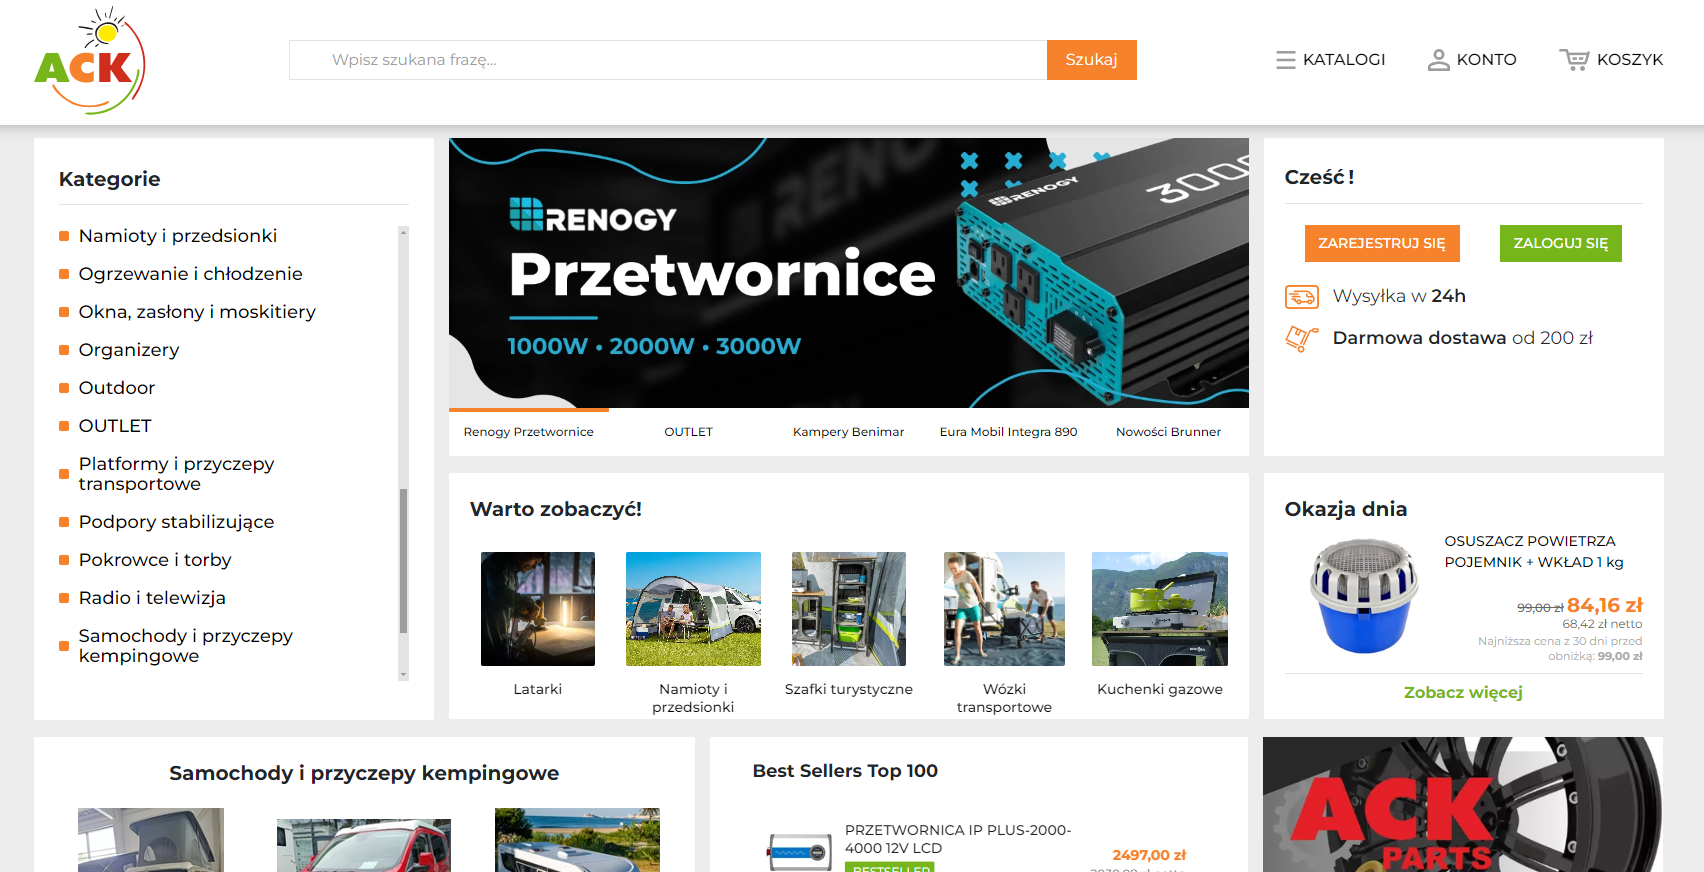 ACK
Wpisz szukana frazę...
Szukaj
KATALOGI
KONTO
KOSZYK
Kategorie
Namioty i przedsionki
Ogrzewanie i chłodzenie
Okna, zasłony i moskitiery
Organizery
Outdoor
OUTLET
Platformy i przyczepy
transportowe
Podpory stabilizujące
Pokrowce i torby
Radio i telewizja
Samochody i przyczepy
kempingowe
RENOGY
Przetwornice
1000W • 2000W • 3000W
RENOGY
Renogy Przetwornice
OUTLET
Kampery Benimar
Eura Mobil Integra 890
Nowości Brunner
Cześć !
ZAREJESTRUJ SIĘ
ZALOGUJ SIĘ
Wysyłka w 24h
Darmowa dostawa od 200 zł
Warto zobaczyć!
Latarki
Namioty i
przedsionki
Szafki turystyczne
Wózki
transportowe
Kuchenki gazowe
Okazja dnia
OSUSZACZ POWIETRZA
POJEMNIK + WKŁAD 1 kg
99,00 zł 84,16 zł
68,42 zł netto
Najniższa cena z 30 dni przed
obniżką: 99,00 zł
Zobacz więcej
Samochody i przyczepy kempingowe
Best Sellers Top 100
PRZETWORNICA IP PLUS-2000-
4000 12V LCD
BESTSELLER
2497,00 zł
ACK
PARTS